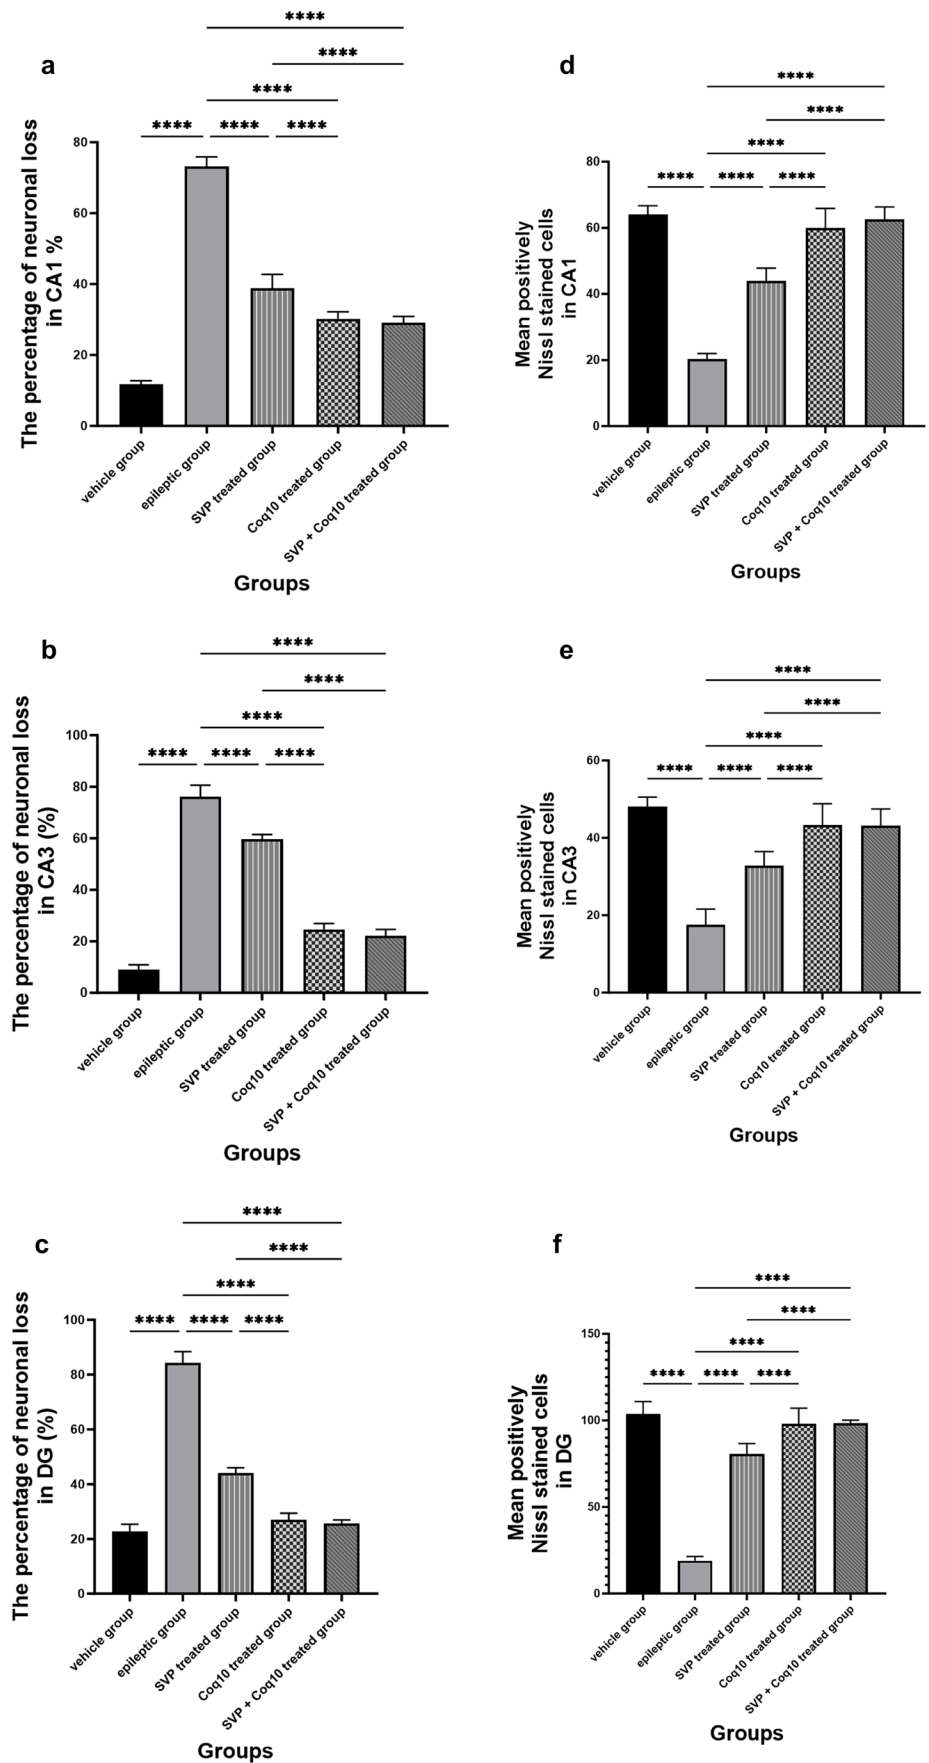 a
****
****
****
**** **** ****
The percentage of neuronal loss
in CA1 %
80
60
40
20
0
vehicle group
epileptic group
SVP treated group
Coq10 treated group
SVP + Coq10 treated group
Groups
d
****
****
****
**** **** ****
Mean positively
Nissl stained cells
in CA1
80
60
40
20
0
vehicle group
epileptic group
SVP treated group
Coq10 treated group
SVP + Coq10 treated group
Groups
b
****
****
****
**** **** ****
The percentage of neuronal loss
in CA3 (%)
100
80
60
40
20
0
vehicle group
epileptic group
SVP treated group
Coq10 treated group
SVP + Coq10 treated group
Groups
e
****
****
****
**** **** ****
Mean positively
Nissl stained cells
in CA3
60
40
20
0
vehicle group
epileptic group
SVP treated group
Coq10 treated group
SVP + Coq10 treated group
Groups
c
****
****
****
**** **** ****
The percentage of neuronal loss
in DG (%)
100
80
60
40
20
0
vehicle group
epileptic group
SVP treated group
Coq10 treated group
SVP + Coq10 treated group
Groups
f
****
****
****
**** **** ****
Mean positively
Nissl stained cells
in DG
150
100
50
0
vehicle group
epileptic group
SVP treated group
Coq10 treated group
SVP + Coq10 treated group
Groups